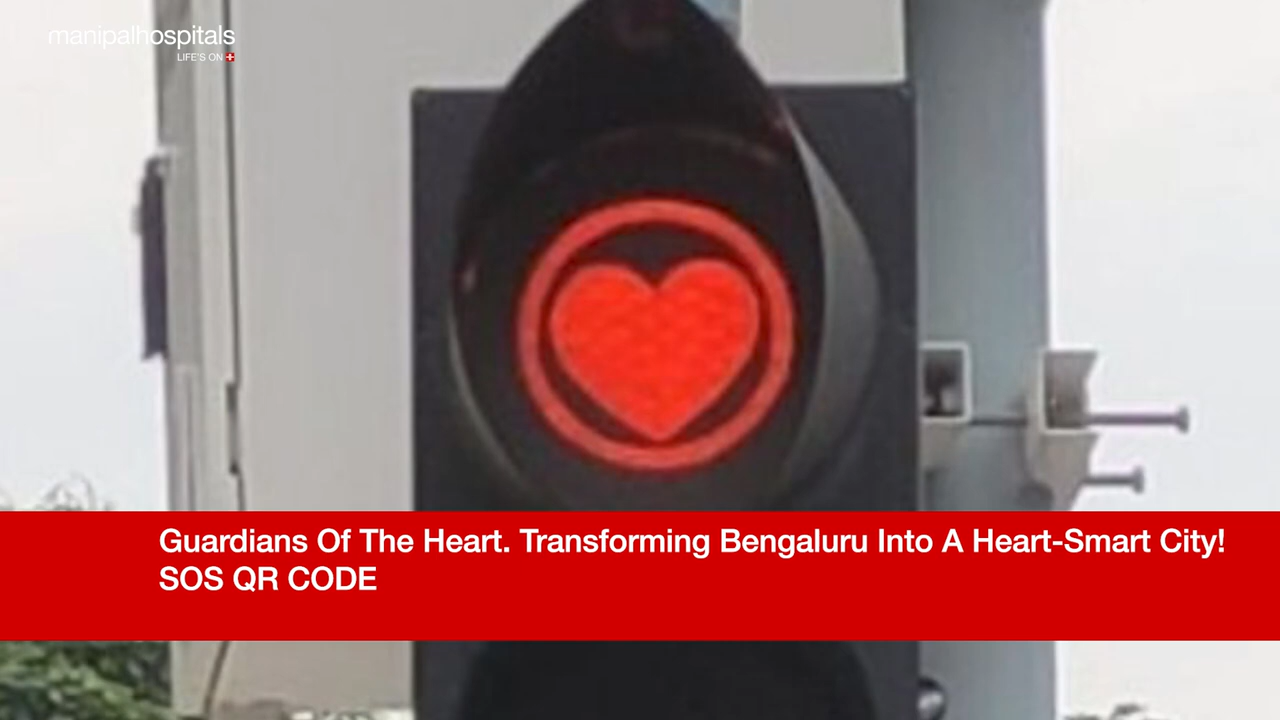 manipalhospitals
LIFE'S ON
Guardians Of The Heart. Transforming Bengaluru Into A Heart-Smart City!
SOS QR CODE